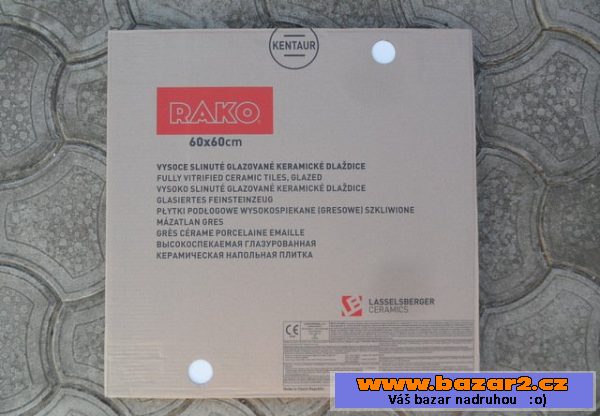 KENTAUR
RAKO
60x60cm
VYSOCE SLINUTÉ GLAZOVANÉ KERAMICKÉ DLAŽDICE
FULLY VITRIFIED CERAMIC TILES, GLAZED
VYSOKO SLINUTÉ GLAZOVANÉ KERAMICKÉ DLAŽDICE
GLASIERTES FEINSTEINZEUG
PŁYTKI PODŁOGOWE WYSOKOSPIEKANE (GRESOWE) SZKLIWIONE
MÁZATLAN GRES
GRÈS CÉRAME PORCELAINE EMAILLE
ВЫСОКОСПЕКАЕМАЯ ГЛАЗУРОВАННАЯ
КЕРАМИЧЕСКАЯ НАПОЛЬНАЯ ПЛИТКА
LASSELSBERGER
CERAMICS
CE
www.bazar2.cz
Váš bazar nadruhou :o)